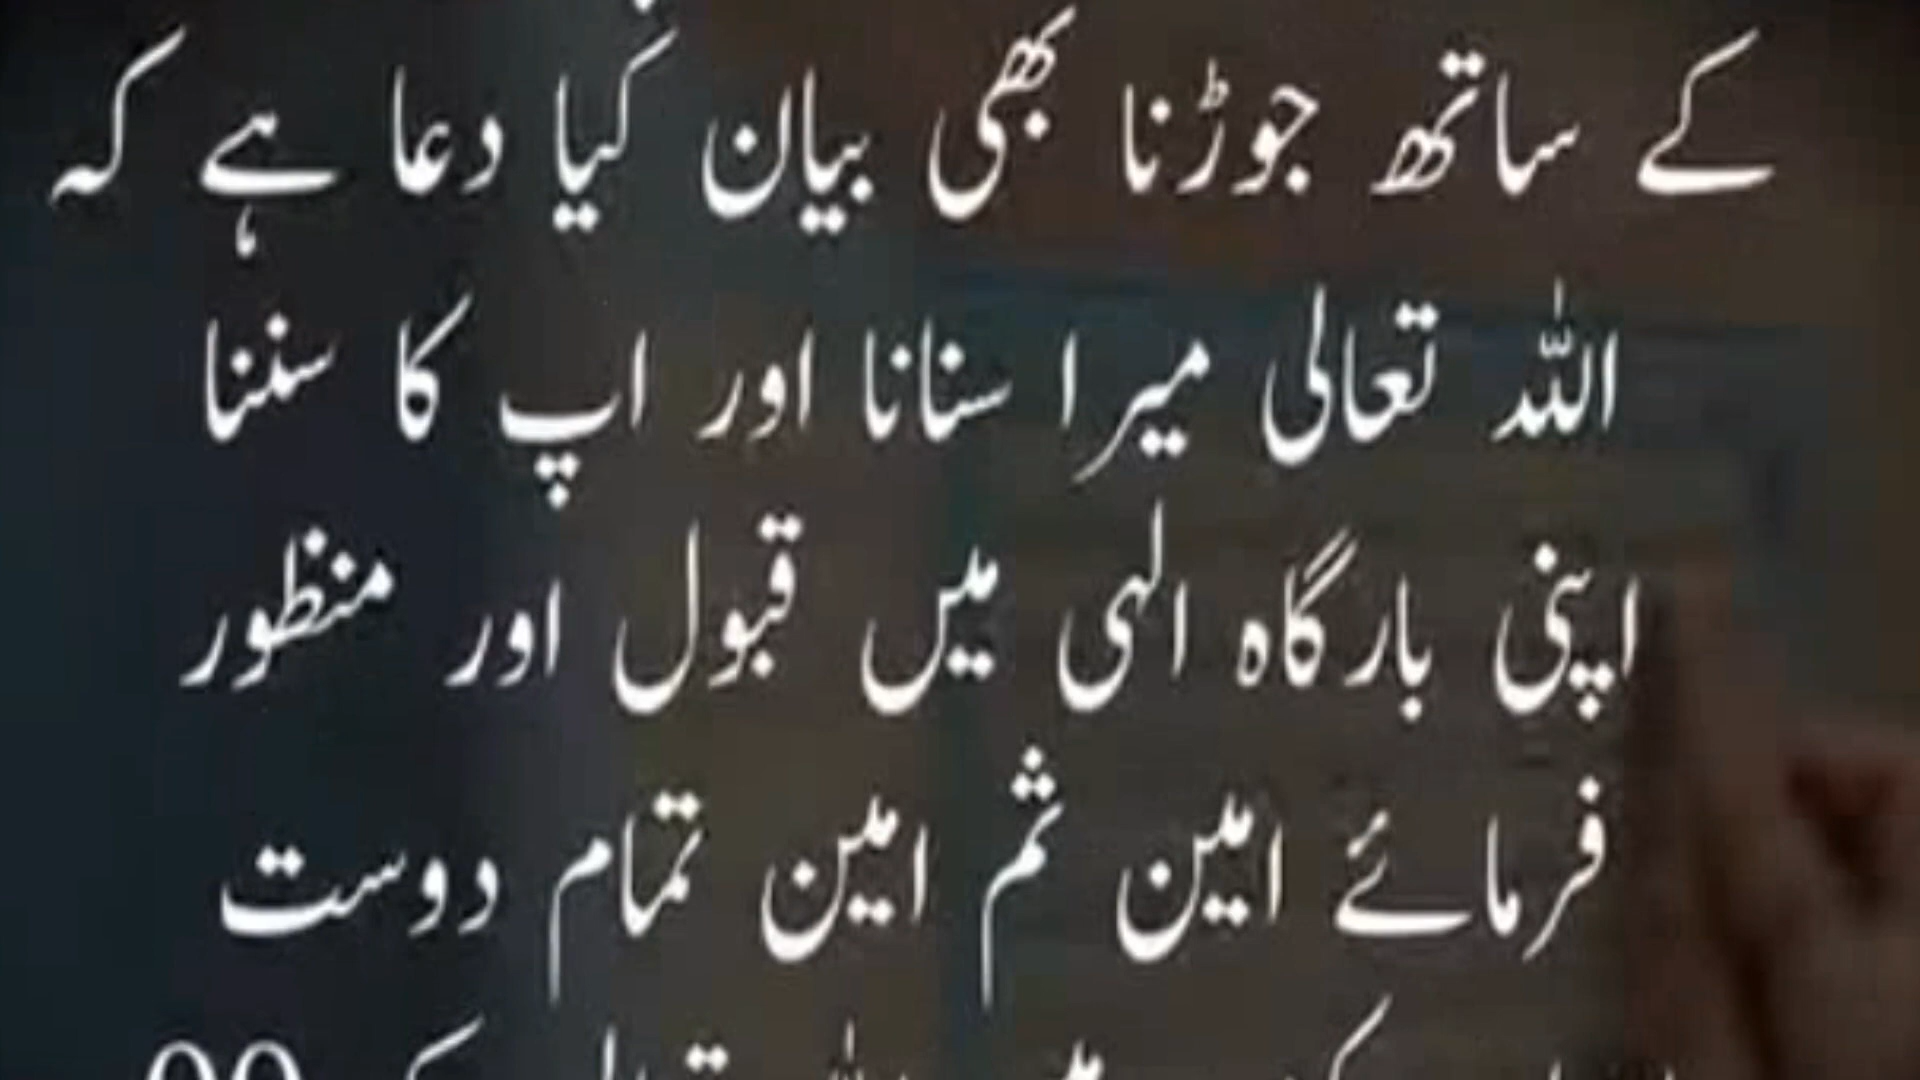 کے ساتھ جوڑنا بھی بیان کیا دعا ہے کہ
اللہ تعالی میرا سنانا اور اپ کا سننا
اپنی بارگاہ الہی میں قبول اور منظور
فرمائے امین ثم امین تمام دوست